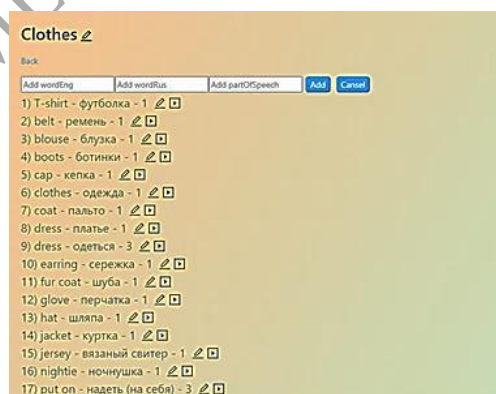 Clothes
Back
Add wordEng Add wordRus Add partOfSpeech Add Cansel
1) T-shirt - футболка - 1
2) belt - ремень - 1
3) blouse - блузка - 1
4) boots - ботинки - 1
5) cap - кепка - 1
6) clothes - одежда - 1
7) coat - пальто - 1
8) dress - платье - 1
9) dress - одеться - 3
10) earring - сережка - 1
11) fur coat - шуба - 1
12) glove - перчатка - 1
13) hat - шляпа - 1
14) jacket - куртка - 1
15) jersey - вязаный свитер - 1
16) nightie - ночнушка - 1
17) put on - надеть (на себя) - 3